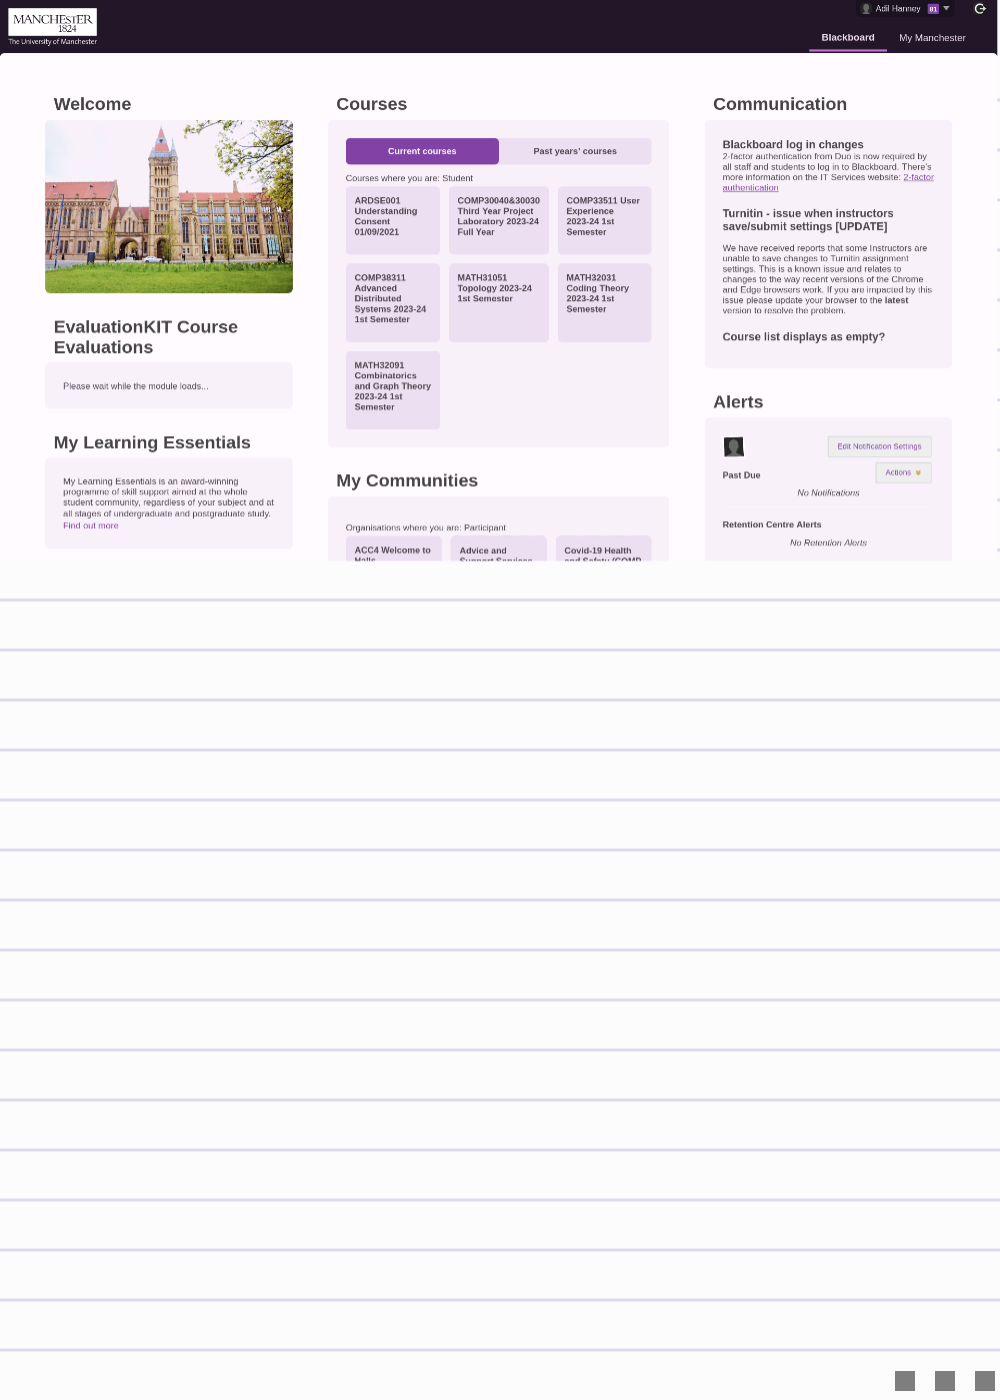 MANCHESTER
1824
The University of Manchester
Adil Hanney 81
Blackboard My Manchester
Welcome
EvaluationKIT Course
Evaluations
Please wait while the module loads...
My Learning Essentials
My Learning Essentials is an award-winning
programme of skill support aimed at the whole
student community, regardless of your subject and at
all stages of undergraduate and postgraduate study.
Find out more
Courses
Current courses Past years' courses
Courses where you are: Student
ARDSE001
Understanding
Consent
01/09/2021
COMP30040&30030
Third Year Project
Laboratory 2023-24
Full Year
COMP33511 User
Experience
2023-24 1st
Semester
COMP38311
Advanced
Distributed
Systems 2023-24
1st Semester
MATH31051
Topology 2023-24
1st Semester
MATH32031
Coding Theory
2023-24 1st
Semester
MATH32091
Combinatorics
and Graph Theory
2023-24 1st
Semester
My Communities
Organisations where you are: Participant
ACC4 Welcome to
Halls
Advice and
Support Services
Covid-19 Health
and Safety (COMP
Communication
Blackboard log in changes
2-factor authentication from Duo is now required by
all staff and students to log in to Blackboard. There's
more information on the IT Services website: 2-factor
authentication
Turnitin - issue when instructors
save/submit settings [UPDATE]
We have received reports that some Instructors are
unable to save changes to Turnitin assignment
settings. This is a known issue and relates to
changes to the way recent versions of the Chrome
and Edge browsers work. If you are impacted by this
issue please update your browser to the latest
version to resolve the problem.
Course list displays as empty?
Alerts
Edit Notification Settings
Past Due
Actions
No Notifications
Retention Centre Alerts
No Retention Alerts